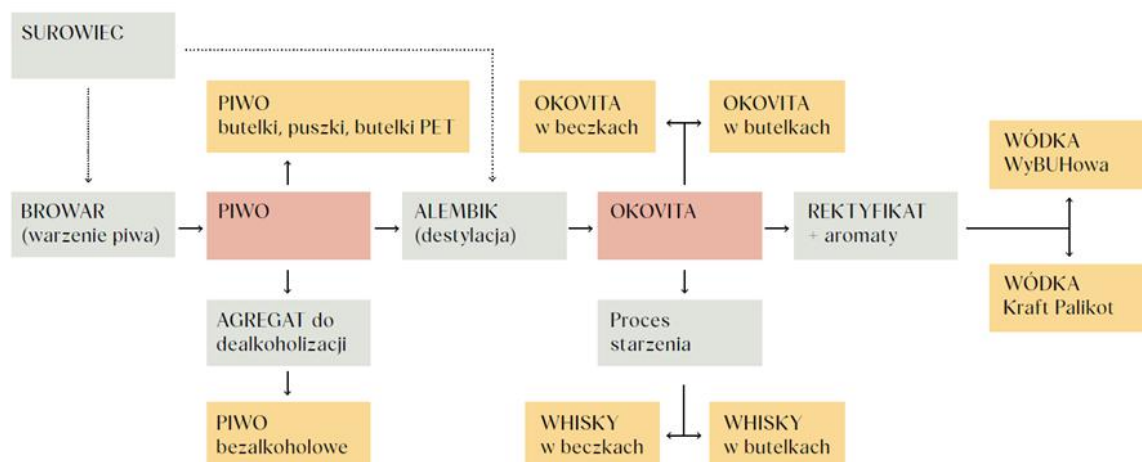 SUROWIEC
PIWO
butelki, puszki, butelki PET
OKOVITA
w beczkach
OKOVITA
w butelkach
WÓDKA
WyBUHowa
BROWAR
(warzenie piwa)
PIWO
ALEMBIK
(destylacja)
OKOVITA
REKTYFIKAT
+ aromaty
WÓDKA
Kraft Palikot
AGREGAT do
dealkoholizacji
Proces
starzenia
PIWO
bezalkoholowe
WHISKY
w beczkach
WHISKY
w butelkach